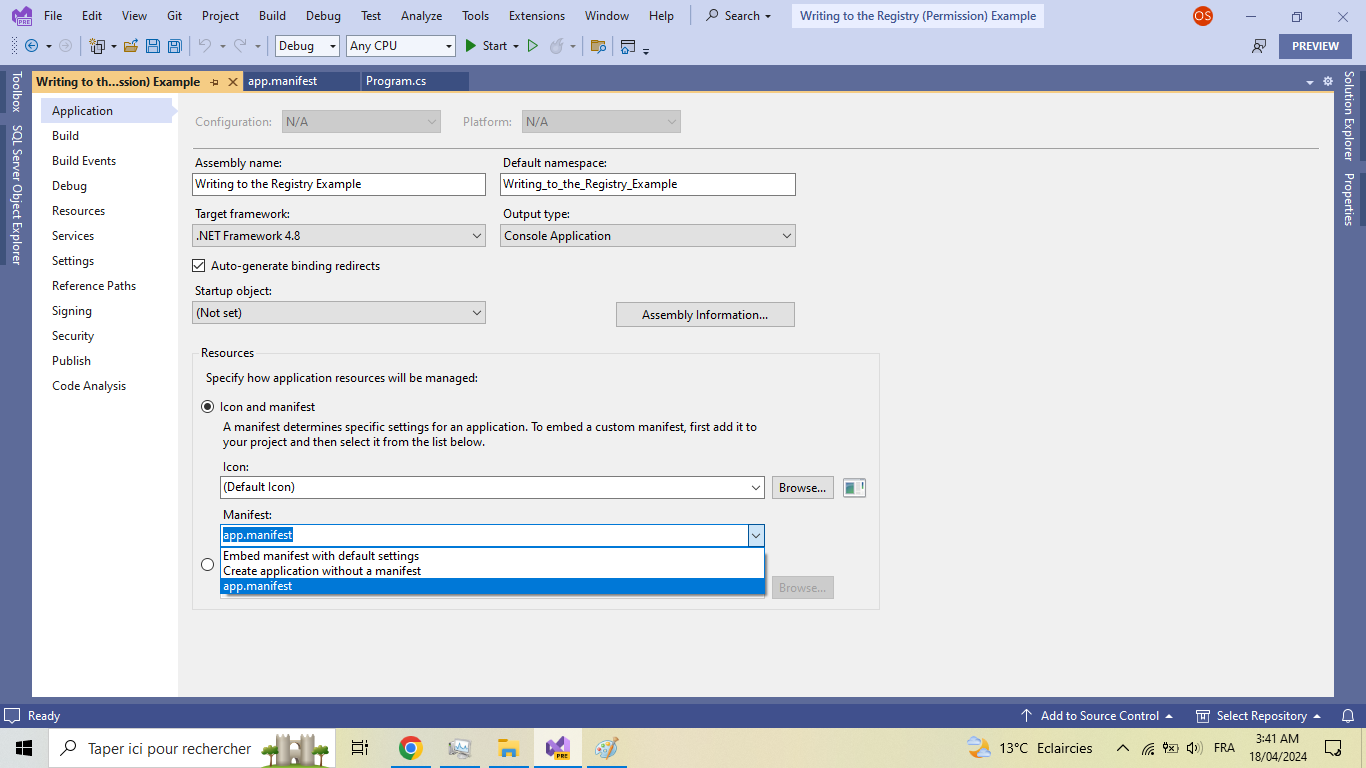 File Edit View Git Project Build Debug Test Analyze Tools Extensions Window Help Search Writing to the Registry (Permission) Example OS
PRE
Debug Any CPU Start PREVIEW
Writing to th...ssion) Example app.manifest Program.cs
Toolbox
SQL Server Object Explorer
Application
Build
Build Events
Debug
Resources
Services
Settings
Reference Paths
Signing
Security
Publish
Code Analysis
Configuration: N/A Platform: N/A
Assembly name: Default namespace:
Writing to the Registry Example Writing_to_the_Registry_Example
Target framework: Output type:
.NET Framework 4.8 Console Application
Auto-generate binding redirects
Startup object:
(Not set) Assembly Information...
Resources
Specify how application resources will be managed:
Icon and manifest
A manifest determines specific settings for an application. To embed a custom manifest, first add it to
your project and then select it from the list below.
Icon:
(Default Icon) Browse...
Manifest:
app.manifest
Embed manifest with default settings
Create application without a manifest
app.manifest
Browse...
Solution Explorer
Properties
Ready Add to Source Control Select Repository
Taper ici pour rechercher PRE 13°C Eclaircies FRA 3:41 AM
18/04/2024